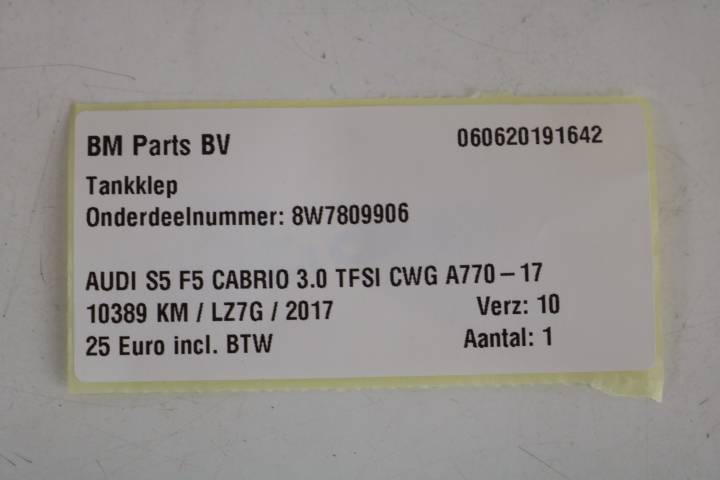 BM Parts BV 060620191642
Tankklep
Onderdeelnummer: 8W7809906
AUDI S5 F5 CABRIO 3.0 TFSI CWG A770-17
10389 KM / LZ7G / 2017 Verz: 10
25 Euro incl. BTW Aantal: 1